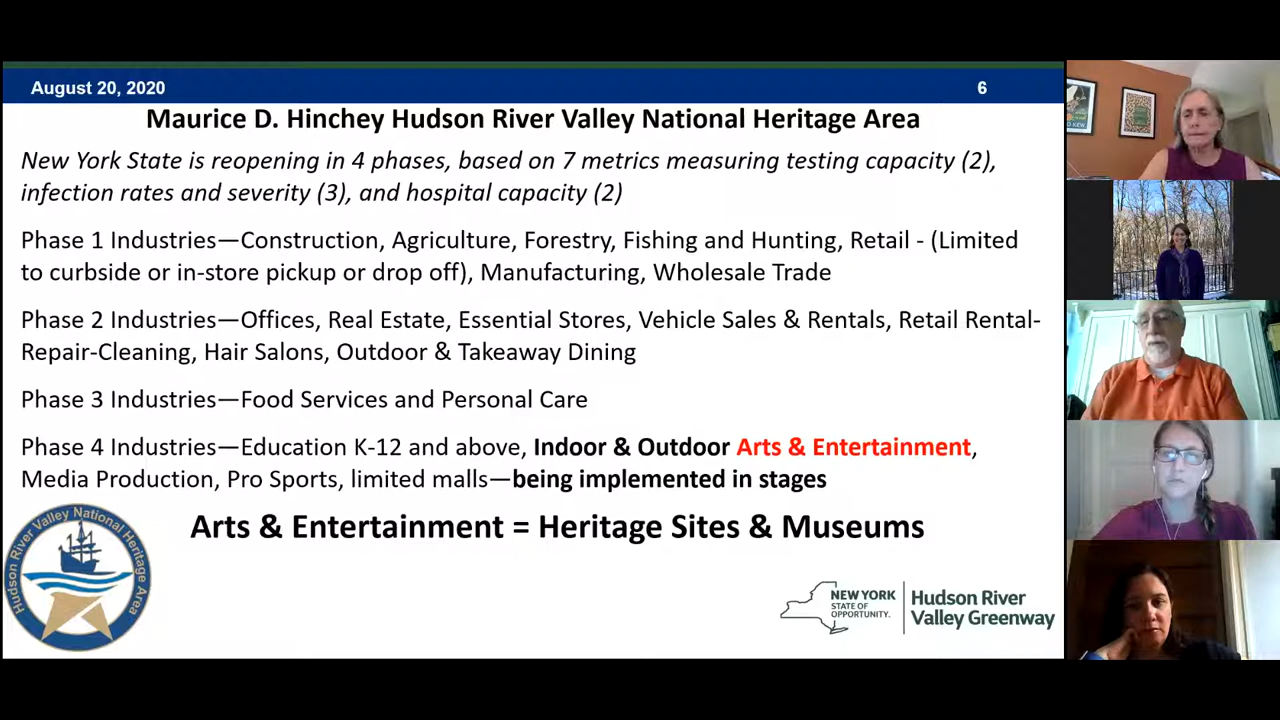 August 20, 2020
6
Maurice D. Hinchey Hudson River Valley National Heritage Area
New York State is reopening in 4 phases, based on 7 metrics measuring testing capacity (2),
infection rates and severity (3), and hospital capacity (2)
Phase 1 Industries—Construction, Agriculture, Forestry, Fishing and Hunting, Retail - (Limited
to curbside or in-store pickup or drop off), Manufacturing, Wholesale Trade
Phase 2 Industries—Offices, Real Estate, Essential Stores, Vehicle Sales & Rentals, Retail Rental-
Repair-Cleaning, Hair Salons, Outdoor & Takeaway Dining
Phase 3 Industries—Food Services and Personal Care
Phase 4 Industries—Education K-12 and above, Indoor & Outdoor Arts & Entertainment,
Media Production, Pro Sports, limited malls—being implemented in stages
Arts & Entertainment = Heritage Sites & Museums
Hudson River Valley National Heritage Area
NEW YORK
STATE OF
OPPORTUNITY.
Hudson River
Valley Greenway